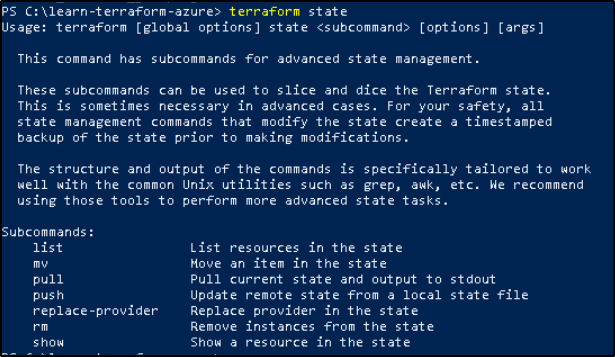 PS C:\learn-terraform-azure> terraform state
Usage: terraform [global options] state <subcommand> [options] [args]
This command has subcommands for advanced state management.
These subcommands can be used to slice and dice the Terraform state.
This is sometimes necessary in advanced cases. For your safety, all
state management commands that modify the state create a timestamped
backup of the state prior to making modifications.
The structure and output of the commands is specifically tailored to work
well with the common Unix utilities such as grep, awk, etc. We recommend
using those tools to perform more advanced state tasks.
Subcommands:
list List resources in the state
mv Move an item in the state
pull Pull current state and output to stdout
push Update remote state from a local state file
replace-provider Replace provider in the state
rm Remove instances from the state
show Show a resource in the state